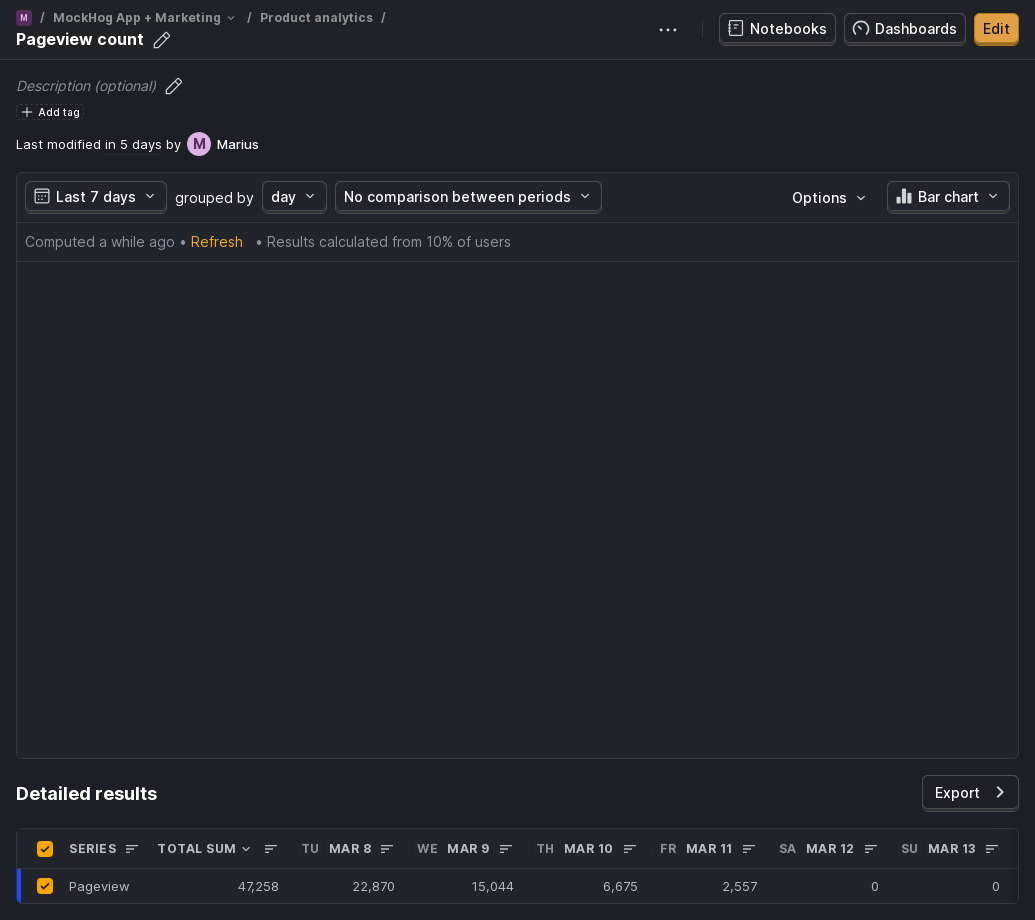 M / MockHog App + Marketing / Product analytics /
Pageview count
Notebooks Dashboards Edit
Description (optional)
Add tag
Last modified in 5 days by M Marius
Last 7 days grouped by day No comparison between periods Options Bar chart
Computed a while ago • Refresh • Results calculated from 10% of users
Detailed results
Export
SERIES TOTAL SUM TU MAR 8 WE MAR 9 TH MAR 10 FR MAR 11 SA MAR 12 SU MAR 13
Pageview 47,258 22,870 15,044 6,675 2,557 0 0